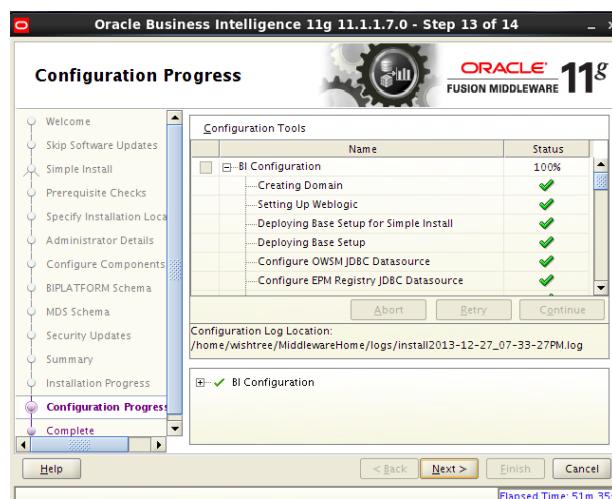 Oracle Business Intelligence 11g 11.1.1.7.0 - Step 13 of 14
Configuration Progress
ORACLE
FUSION MIDDLEWARE 11g
Welcome
Skip Software Updates
Simple Install
Prerequisite Checks
Specify Installation Loca
Administrator Details
Configure Components
BIPLATFORM Schema
MDS Schema
Security Updates
Summary
Installation Progress
Configuration Progress
Complete
Configuration Tools
Name Status
BI Configuration 100%
Creating Domain
Setting Up Weblogic
Deploying Base Setup for Simple Install
Deploying Base Setup
Configure OWSM JDBC Datasource
Configure EPM Registry JDBC Datasource
Abort Retry Continue
Configuration Log Location:
/home/wishtree/MiddlewareHome/logs/install2013-12-27_07-33-27PM.log
BI Configuration
Help < Back Next > Finish Cancel
Elapsed Time: 51m 35